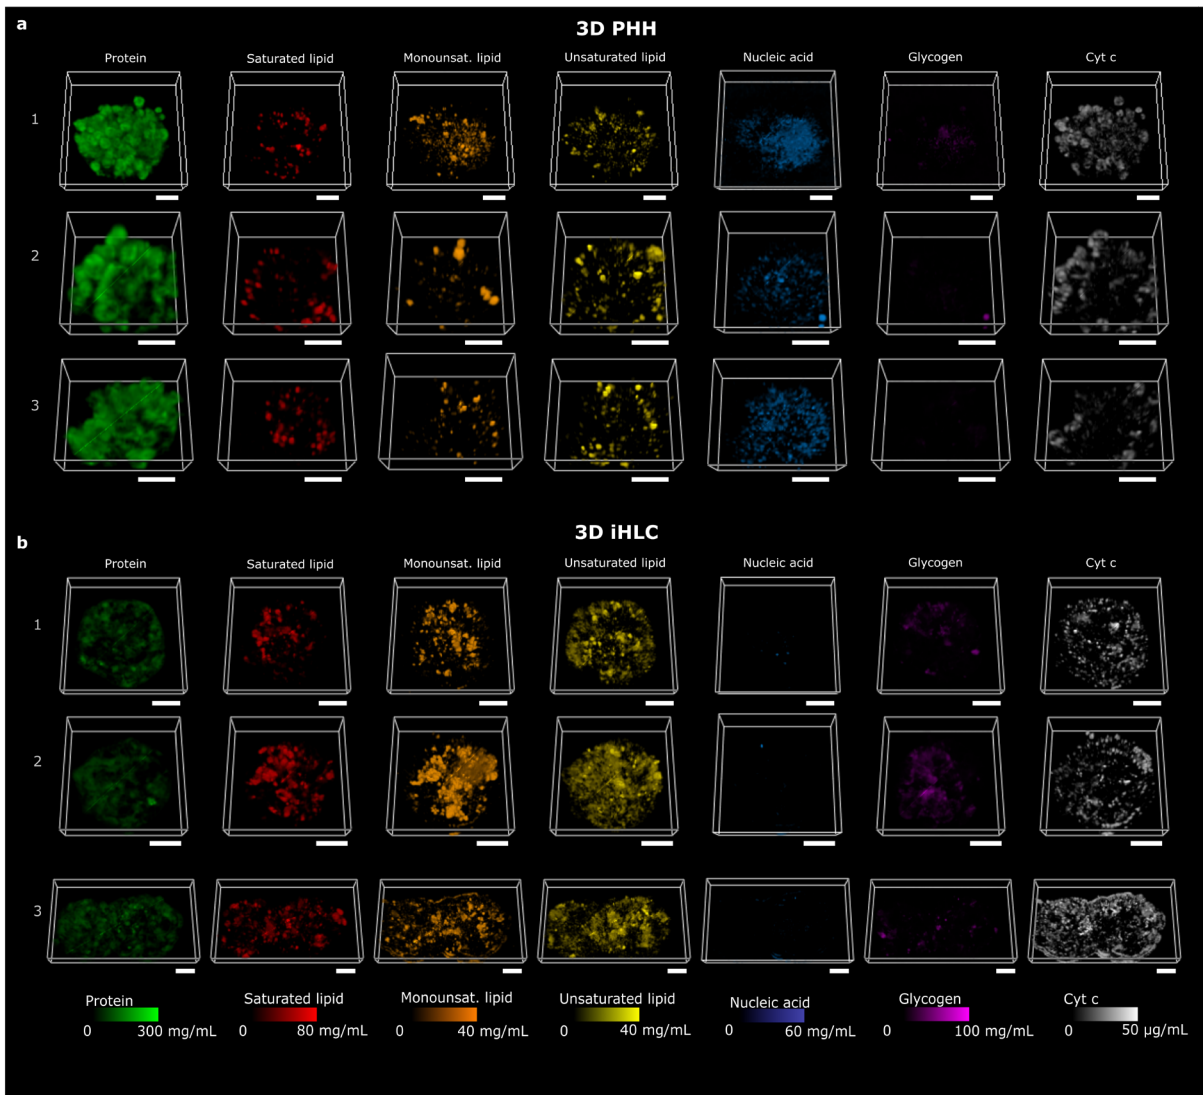 a
3D PHH
Protein Saturated lipid Monounsat. lipid Unsaturated lipid Nucleic acid Glycogen Cyt c
1
2
3
b
3D iHLC
Protein Saturated lipid Monounsat. lipid Unsaturated lipid Nucleic acid Glycogen Cyt c
1
2
3
Protein Saturated lipid Monounsat. lipid Unsaturated lipid Nucleic acid Glycogen Cyt c
0 300 mg/mL 0 80 mg/mL 0 40 mg/mL 0 40 mg/mL 0 60 mg/mL 0 100 mg/mL 0 50 µg/mL